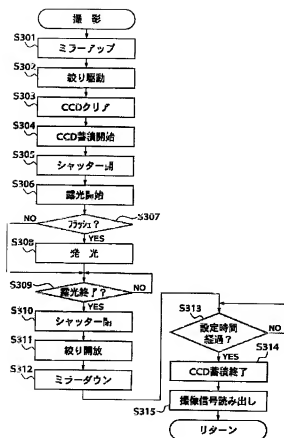 撮 影
S301
ミラーアップ
S302
絞り駆動
S303
CCDクリア
S304
CCD蓄積開始
S305
シャッター開
S306
露光開始
S307
フラッシュ?
NO
YES
S308
発 光
S309
露光終了?
NO
YES
S310
シャッター閉
S311
絞り開放
S312
ミラーダウン
S313
設定時間
経過?
NO
YES
S314
CCD蓄積終了
撮像信号読み出し
S315
リターン